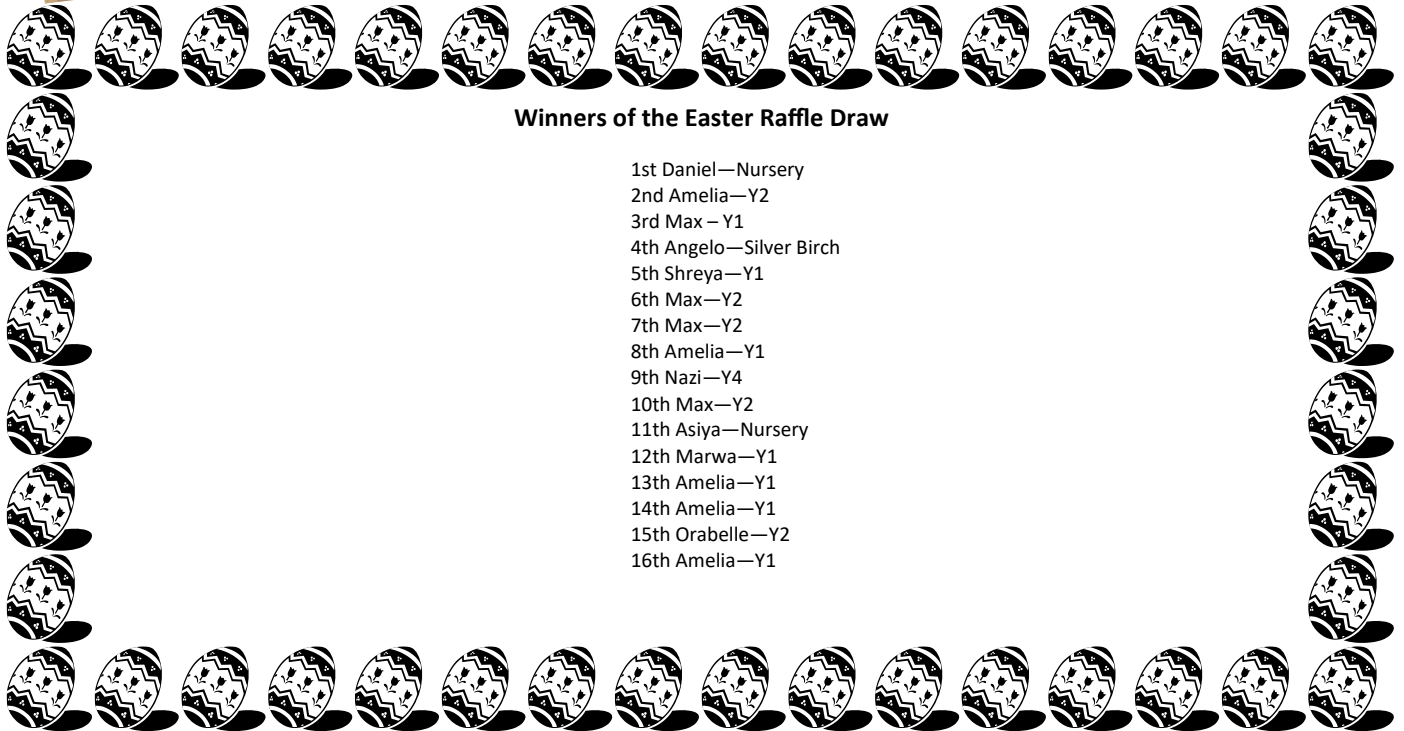 Winners of the Easter Raffle Draw
1st Daniel—Nursery
2nd Amelia—Y2
3rd Max – Y1
4th Angelo—Silver Birch
5th Shreya—Y1
6th Max—Y2
7th Max—Y2
8th Amelia—Y1
9th Nazi—Y4
10th Max—Y2
11th Asiya—Nursery
12th Marwa—Y1
13th Amelia—Y1
14th Amelia—Y1
15th Orabelle—Y2
16th Amelia—Y1